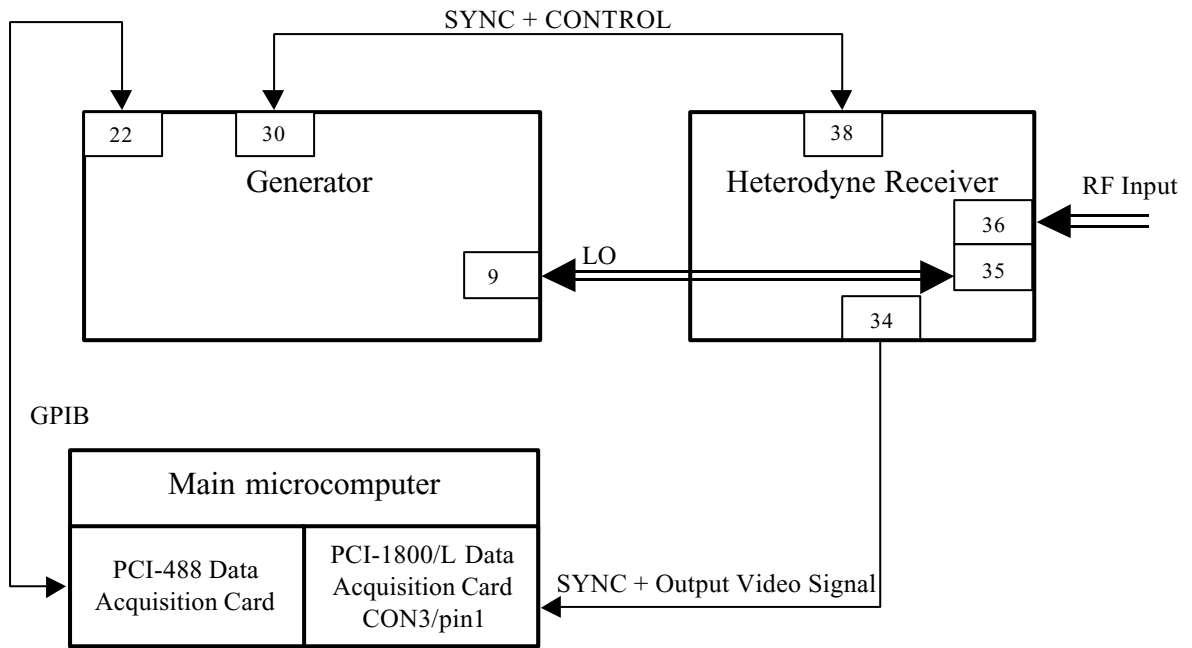 SYNC + CONTROL
22
30
38
Generator
Heterodyne Receiver
RF Input
36
LO
9
35
34
GPIB
Main microcomputer
PCI-488 Data
Acquisition Card
PCI-1800/L Data
Acquisition Card
CON3/pin1
SYNC + Output Video Signal